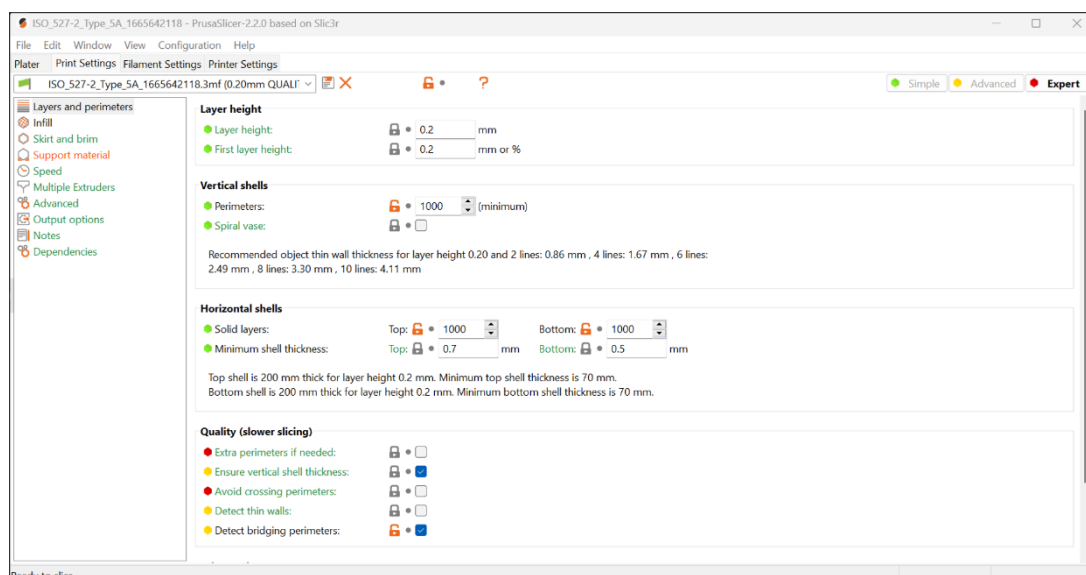 ISO_527-2_Type_5A_1665642118 - PrusaSlicer-2.2.0 based on Slic3r
File Edit Window View Configuration Help
Plater Print Settings Filament Settings Printer Settings
ISO_527-2_Type_5A_1665642118.3mf (0.20mm QUALIT ? Simple Advanced Expert
Layers and perimeters
Infill
Skirt and brim
Support material
Speed
Multiple Extruders
Advanced
Output options
Notes
Dependencies
Layer height
Layer height: 0.2 mm
First layer height: 0.2 mm or %
Vertical shells
Perimeters: 1000 (minimum)
Spiral vase:
Recommended object thin wall thickness for layer height 0.20 and 2 lines: 0.86 mm , 4 lines: 1.67 mm , 6 lines:
2.49 mm , 8 lines: 3.30 mm , 10 lines: 4.11 mm
Horizontal shells
Solid layers: Top: 1000 Bottom: 1000
Minimum shell thickness: Top: 0.7 mm Bottom: 0.5 mm
Top shell is 200 mm thick for layer height 0.2 mm. Minimum top shell thickness is 70 mm.
Bottom shell is 200 mm thick for layer height 0.2 mm. Minimum bottom shell thickness is 70 mm.
Quality (slower slicing)
Extra perimeters if needed:
Ensure vertical shell thickness:
Avoid crossing perimeters:
Detect thin walls:
Detect bridging perimeters: